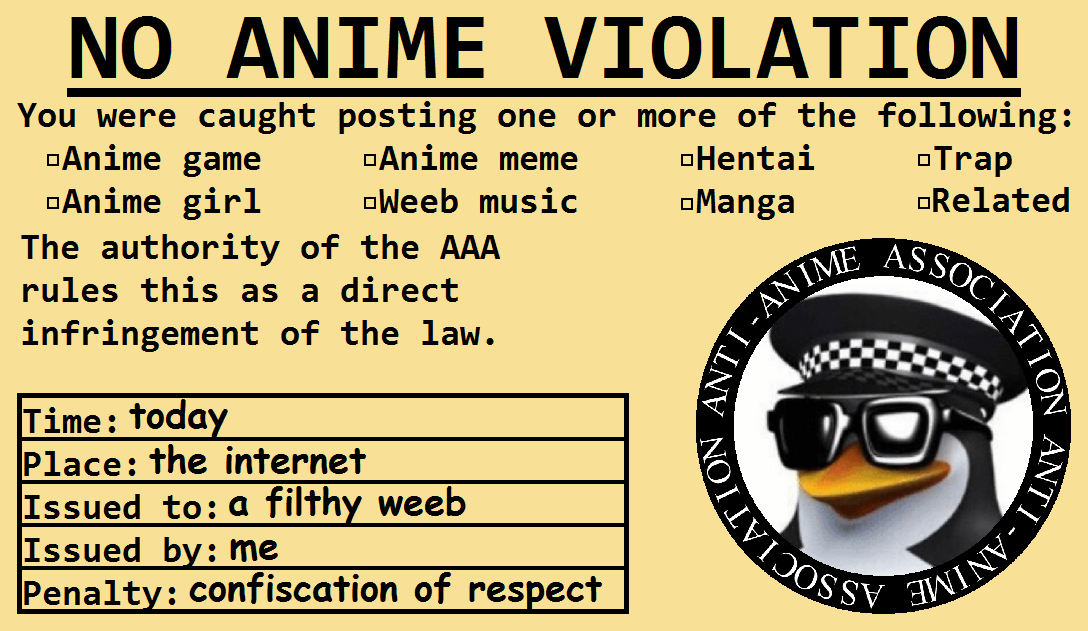 NO ANIME VIOLATION
You were caught posting one or more of the following:
▫Anime game ▫Anime meme ▫Hentai ▫Trap
▫Anime girl ▫Weeb music ▫Manga ▫Related
The authority of the AAA
rules this as a direct
infringement of the law.
ANTI-ANIME ASSOCIATION ANTI-ANIME ASSOCIATION
Time: today
Place: the internet
Issued to: a filthy weeb
Issued by: me
Penalty: confiscation of respect